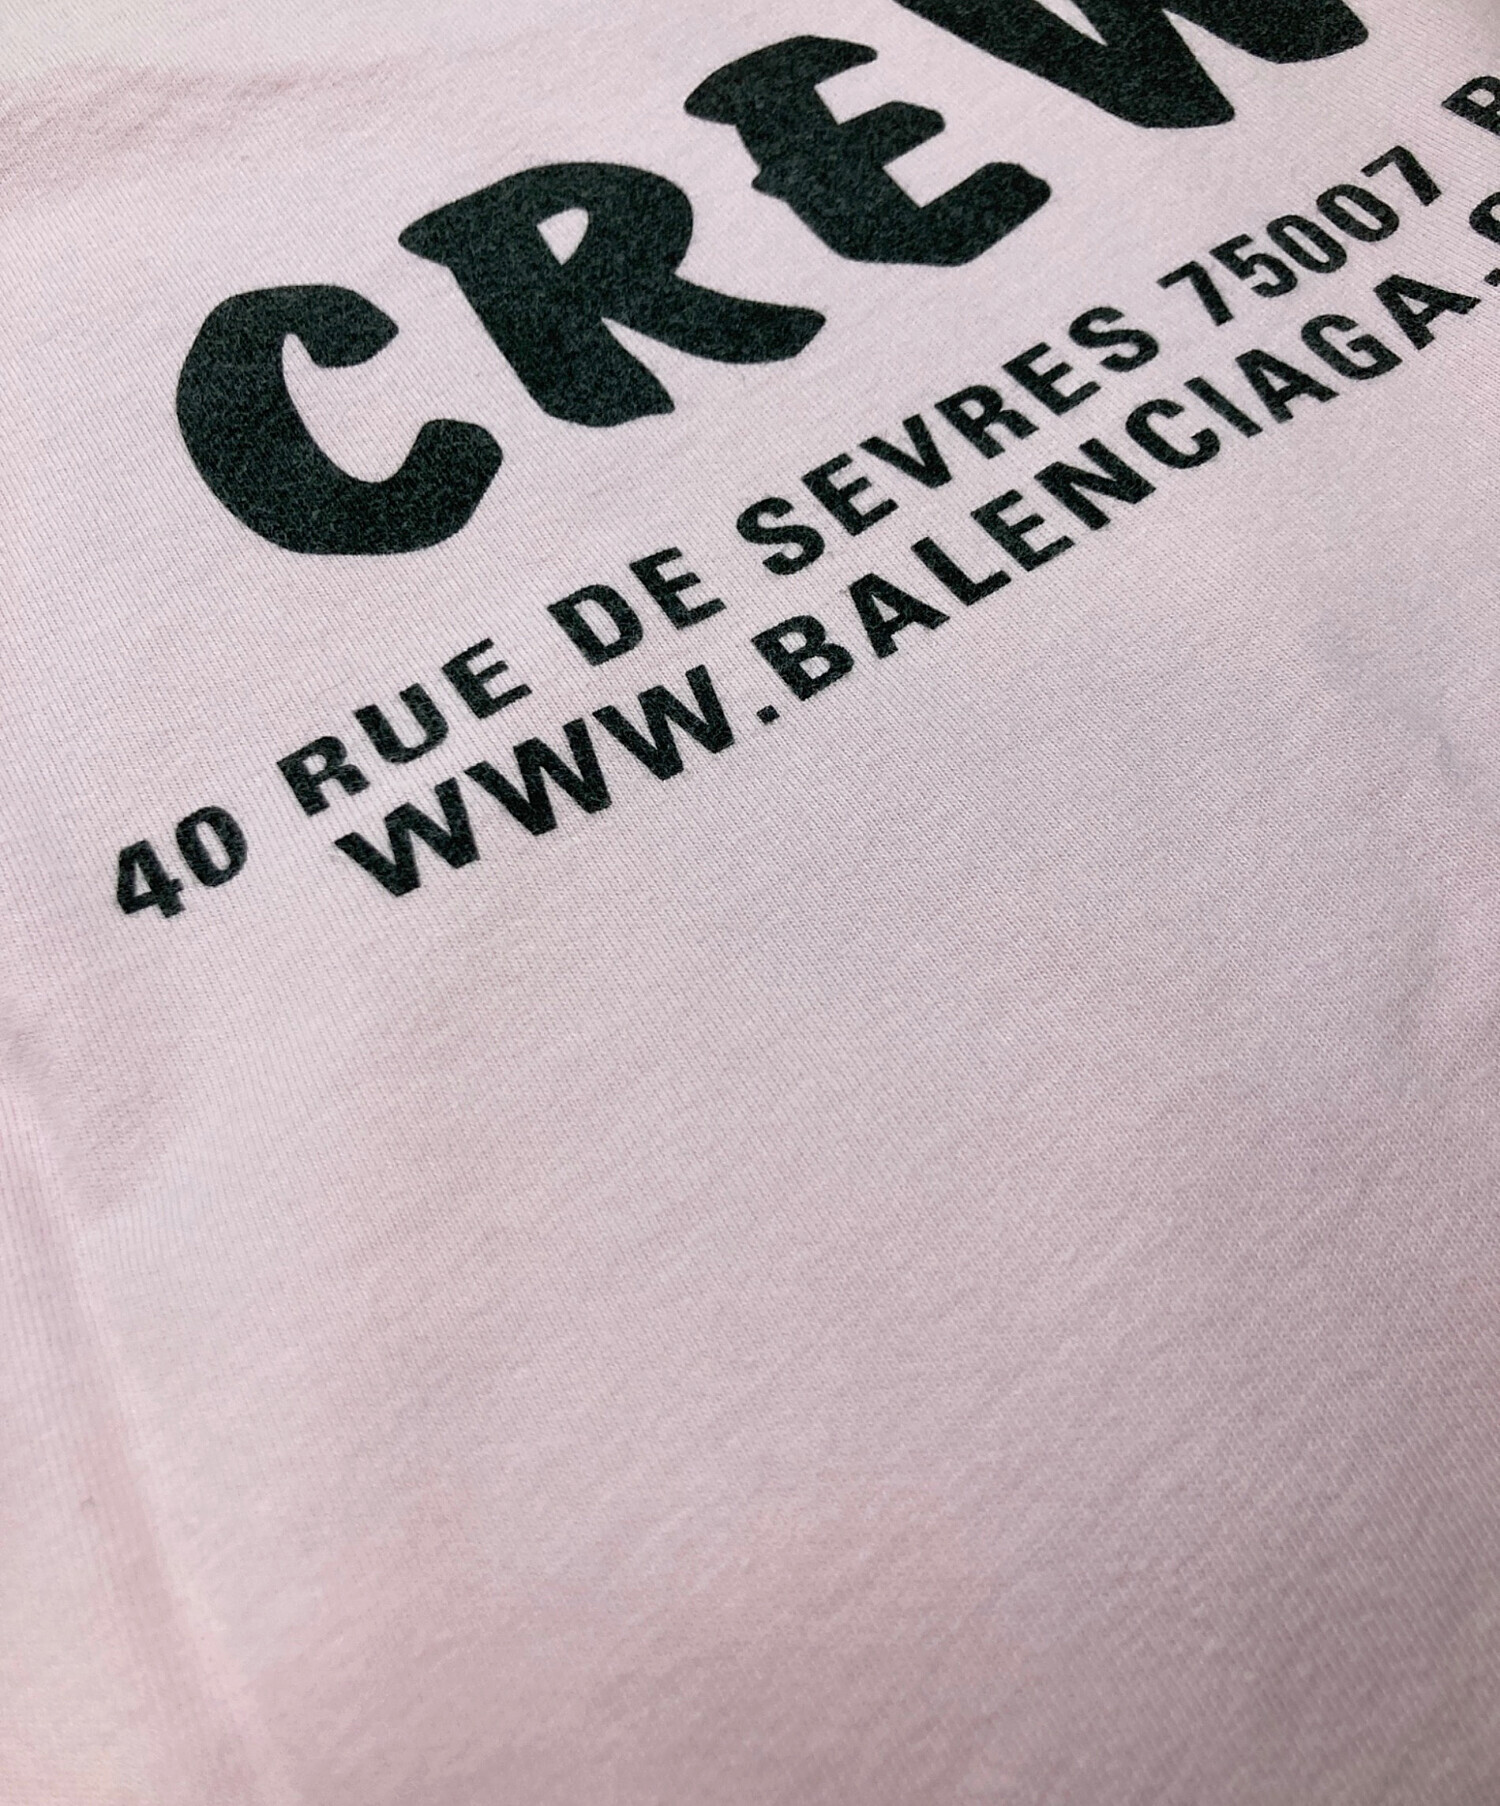 CREW
40 RUE DE SEVRES 75007
WWW.BALENCIAGA.